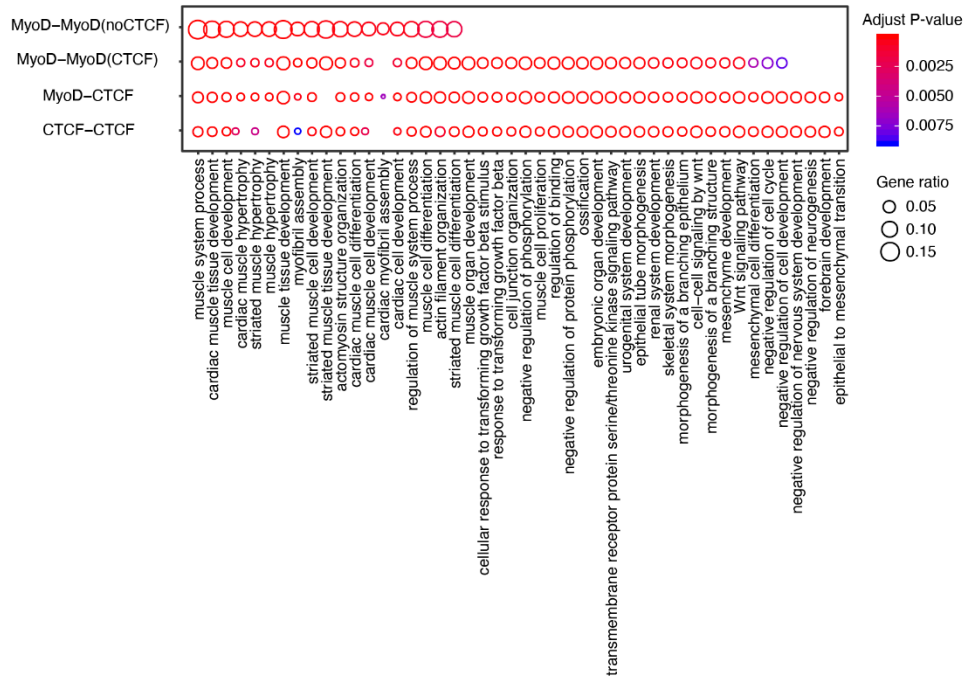 MyoD–MyoD(noCTCF)
MyoD–MyoD(CTCF)
MyoD–CTCF
CTCF–CTCF
Adjust P-value
0.0025
0.0050
0.0075
Gene ratio
0.05
0.10
0.15
muscle system process
cardiac muscle tissue development
muscle cell development
cardiac muscle hypertrophy
striated muscle hypertrophy
muscle hypertrophy
muscle tissue development
myofibril assembly
striated muscle cell development
striated muscle tissue development
actomyosin structure organization
cardiac muscle cell differentiation
cardiac muscle cell development
cardiac myofibril assembly
cardiac cell development
regulation of muscle system process
muscle cell differentiation
actin filament organization
striated muscle cell differentiation
muscle organ development
cellular response to transforming growth factor beta stimulus
response to transforming growth factor beta
cell junction organization
negative regulation of phosphorylation
muscle cell proliferation
regulation of binding
negative regulation of protein phosphorylation
ossification
embryonic organ development
transmembrane receptor protein serine/threonine kinase signaling pathway
urogenital system development
epithelial tube morphogenesis
renal system development
skeletal system morphogenesis
morphogenesis of a branching epithelium
cell–cell signaling by wnt
morphogenesis of a branching structure
mesenchyme development
Wnt signaling pathway
mesenchymal cell differentiation
negative regulation of cell cycle
negative regulation of cell development
negative regulation of nervous system development
negative regulation of neurogenesis
forebrain development
epithelial to mesenchymal transition